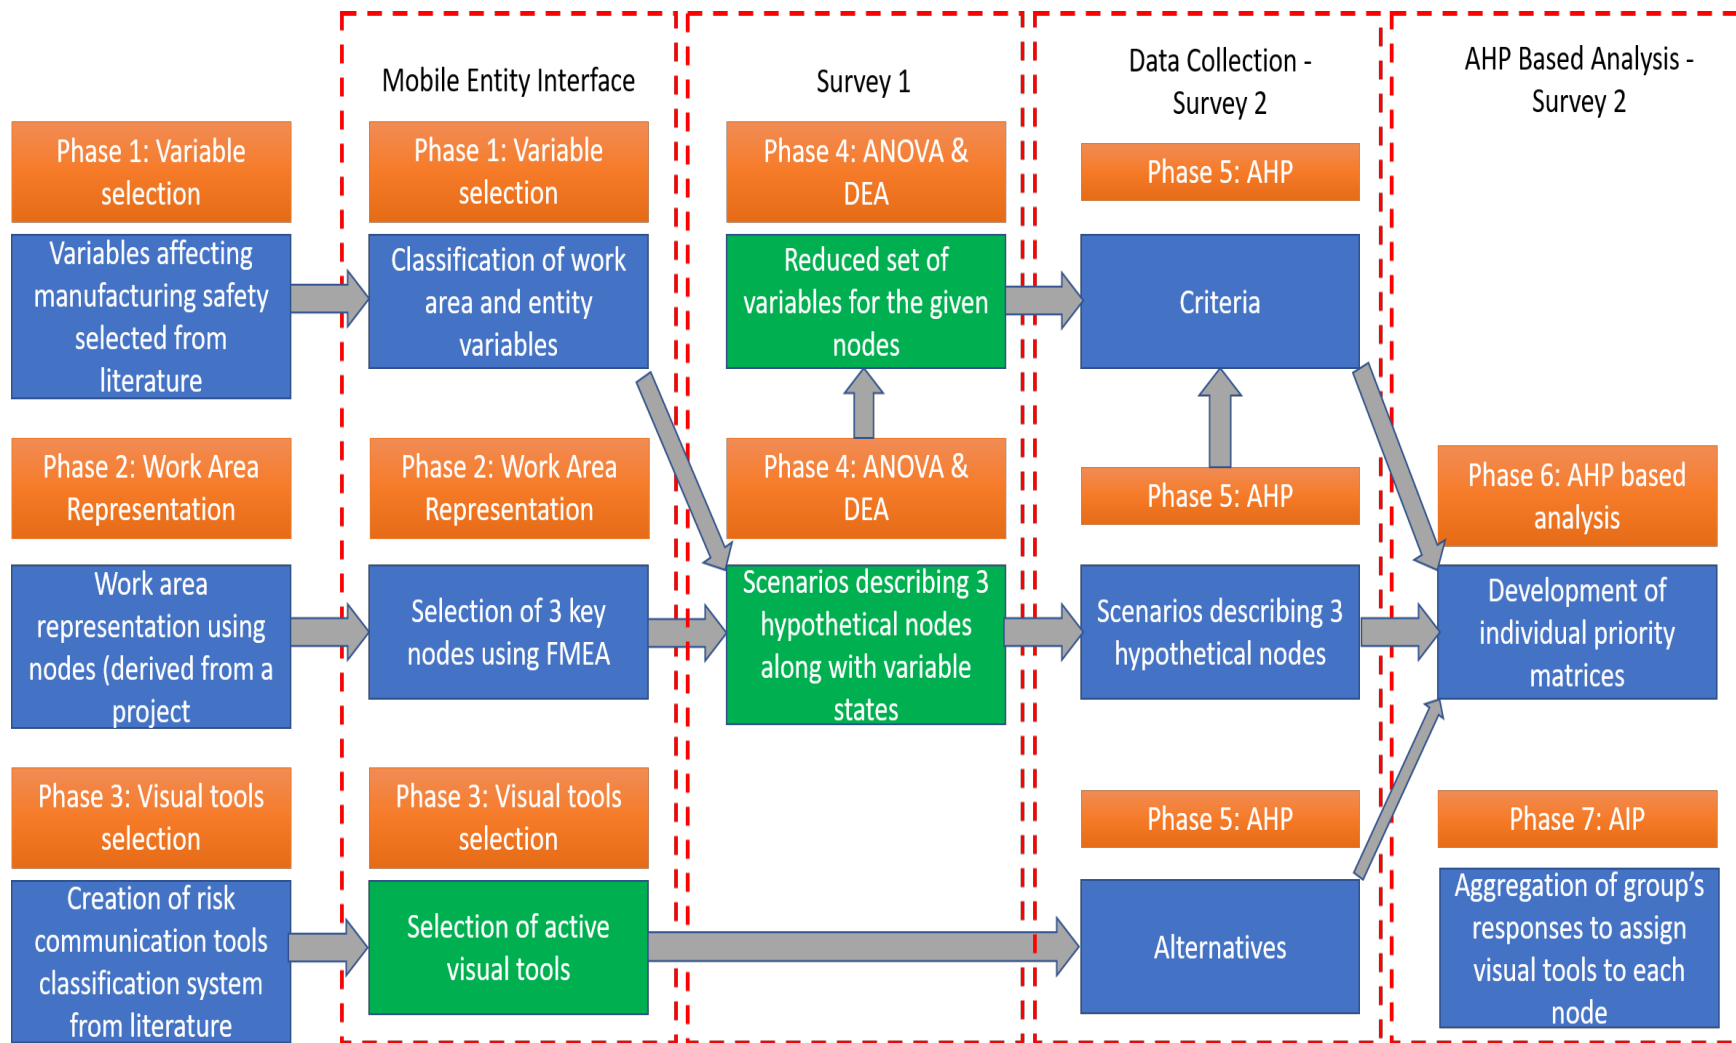 Mobile Entity Interface
Survey 1
Data Collection -
Survey 2
AHP Based Analysis -
Survey 2
Phase 1: Variable
selection
Variables affecting
manufacturing safety
selected from
literature
Phase 1: Variable
selection
Classification of work
area and entity
variables
Phase 4: ANOVA &
DEA
Reduced set of
variables for the given
nodes
Phase 5: AHP
Criteria
Phase 2: Work Area
Representation
Work area
representation using
nodes (derived from a
project
Phase 2: Work Area
Representation
Selection of 3 key
nodes using FMEA
Phase 4: ANOVA &
DEA
Scenarios describing 3
hypothetical nodes
along with variable
states
Phase 5: AHP
Scenarios describing 3
hypothetical nodes
Phase 6: AHP based
analysis
Development of
individual priority
matrices
Phase 3: Visual tools
selection
Creation of risk
communication tools
classification system
from literature
Phase 3: Visual tools
selection
Selection of active
visual tools
Phase 5: AHP
Alternatives
Phase 7: AIP
Aggregation of group’s
responses to assign
visual tools to each
node